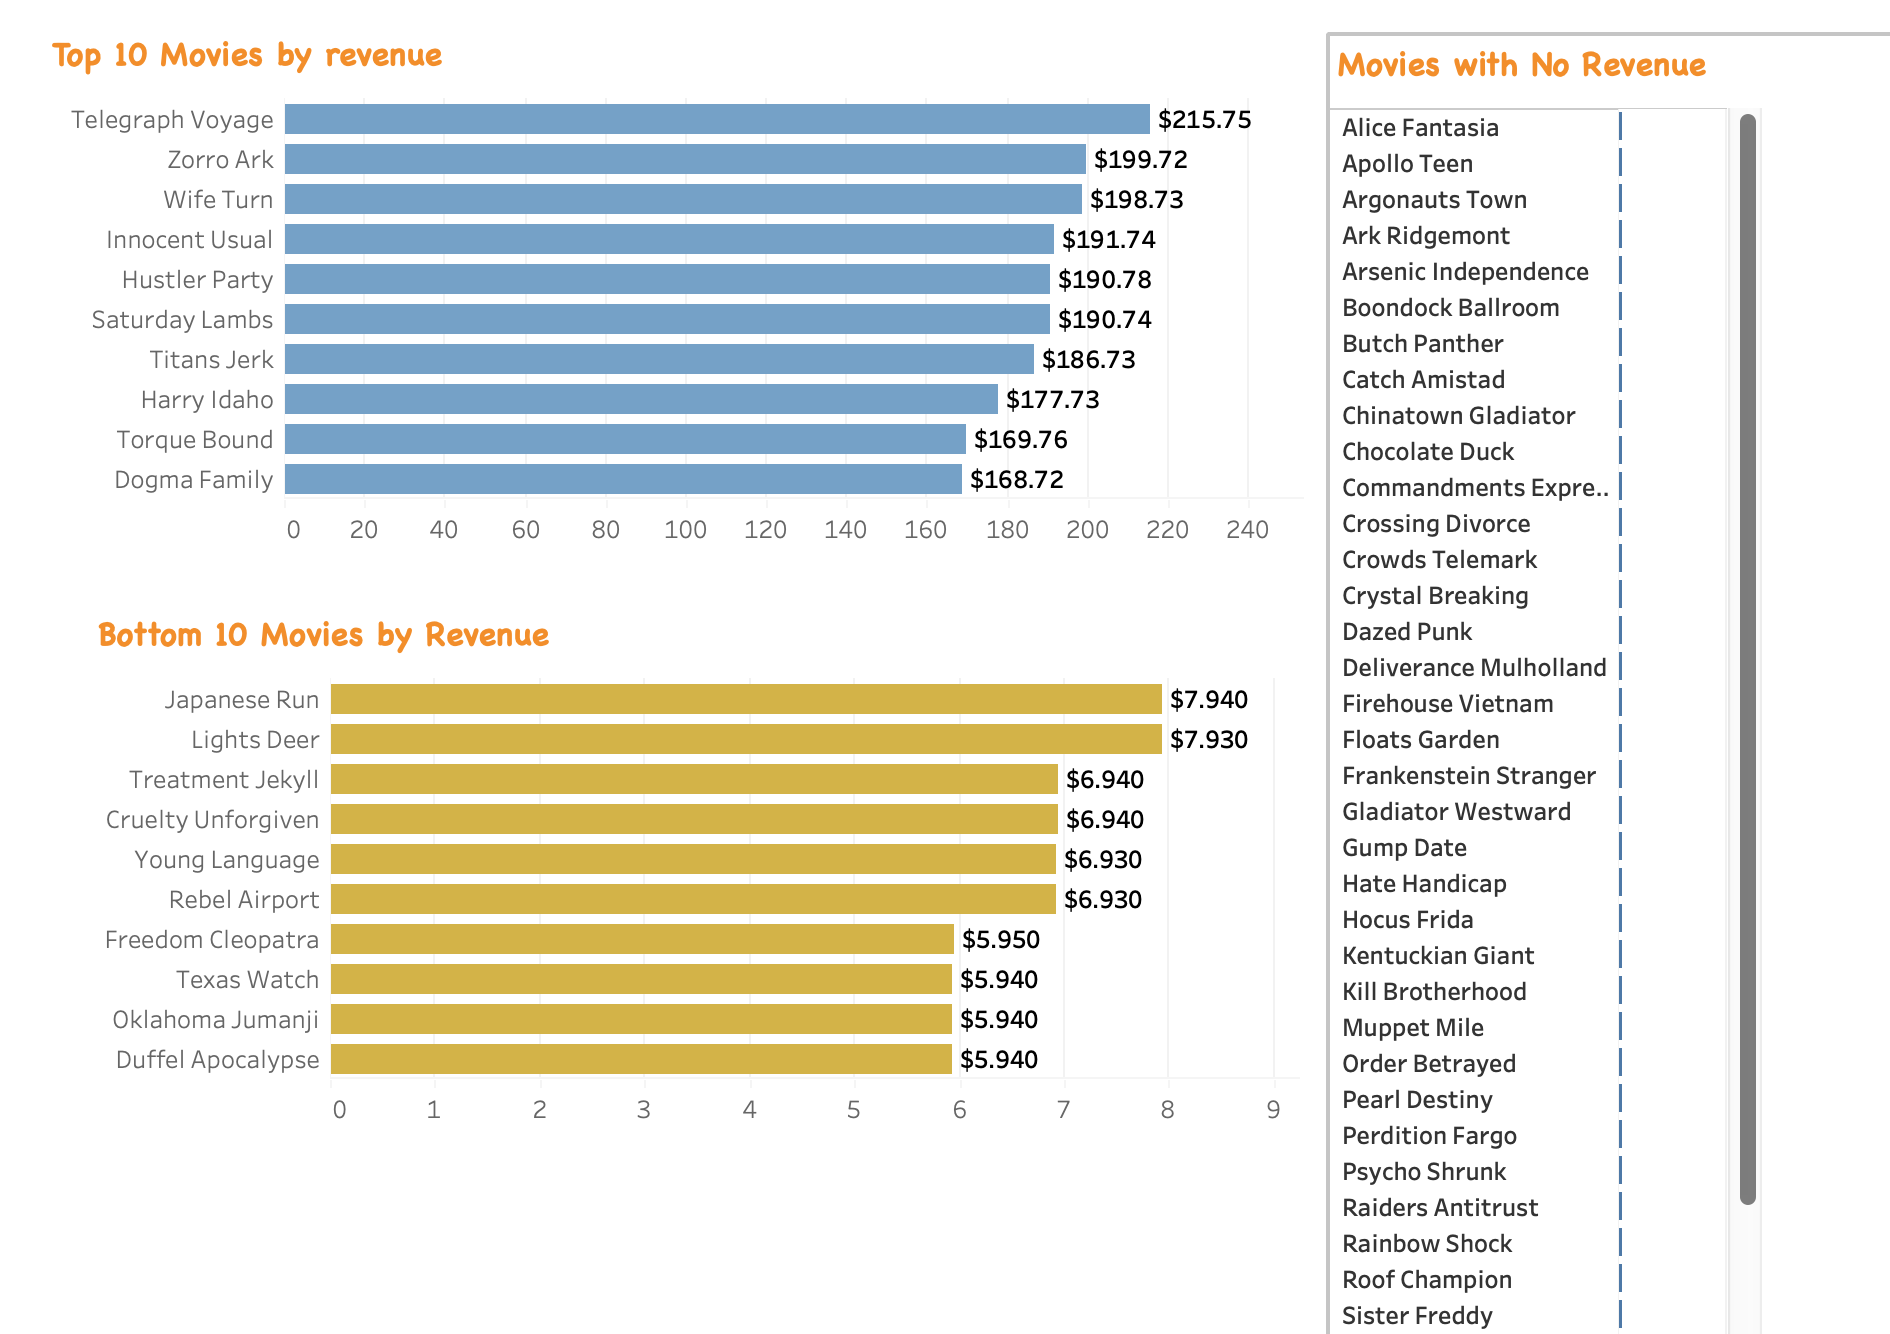 Top 10 Movies by revenue
Telegraph Voyage $215.75
Zorro Ark $199.72
Wife Turn $198.73
Innocent Usual $191.74
Hustler Party $190.78
Saturday Lambs $190.74
Titans Jerk $186.73
Harry Idaho $177.73
Torque Bound $169.76
Dogma Family $168.72
0 20 40 60 80 100 120 140 160 180 200 220 240
Bottom 10 Movies by Revenue
Japanese Run $7.940
Lights Deer $7.930
Treatment Jekyll $6.940
Cruelty Unforgiven $6.940
Young Language $6.930
Rebel Airport $6.930
Freedom Cleopatra $5.950
Texas Watch $5.940
Oklahoma Jumanji $5.940
Duffel Apocalypse $5.940
0 1 2 3 4 5 6 7 8 9
Movies with No Revenue
Alice Fantasia
Apollo Teen
Argonauts Town
Ark Ridgemont
Arsenic Independence
Boondock Ballroom
Butch Panther
Catch Amistad
Chinatown Gladiator
Chocolate Duck
Commandments Expre..
Crossing Divorce
Crowds Telemark
Crystal Breaking
Dazed Punk
Deliverance Mulholland
Firehouse Vietnam
Floats Garden
Frankenstein Stranger
Gladiator Westward
Gump Date
Hate Handicap
Hocus Frida
Kentuckian Giant
Kill Brotherhood
Muppet Mile
Order Betrayed
Pearl Destiny
Perdition Fargo
Psycho Shrunk
Raiders Antitrust
Rainbow Shock
Roof Champion
Sister Freddy